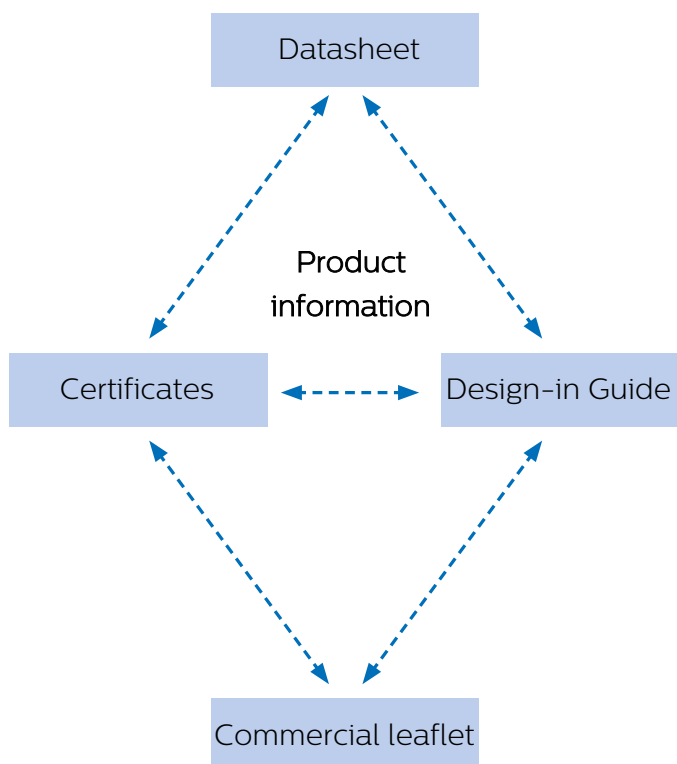 Datasheet
Product
information
Certificates
Design-in Guide
Commercial leaflet